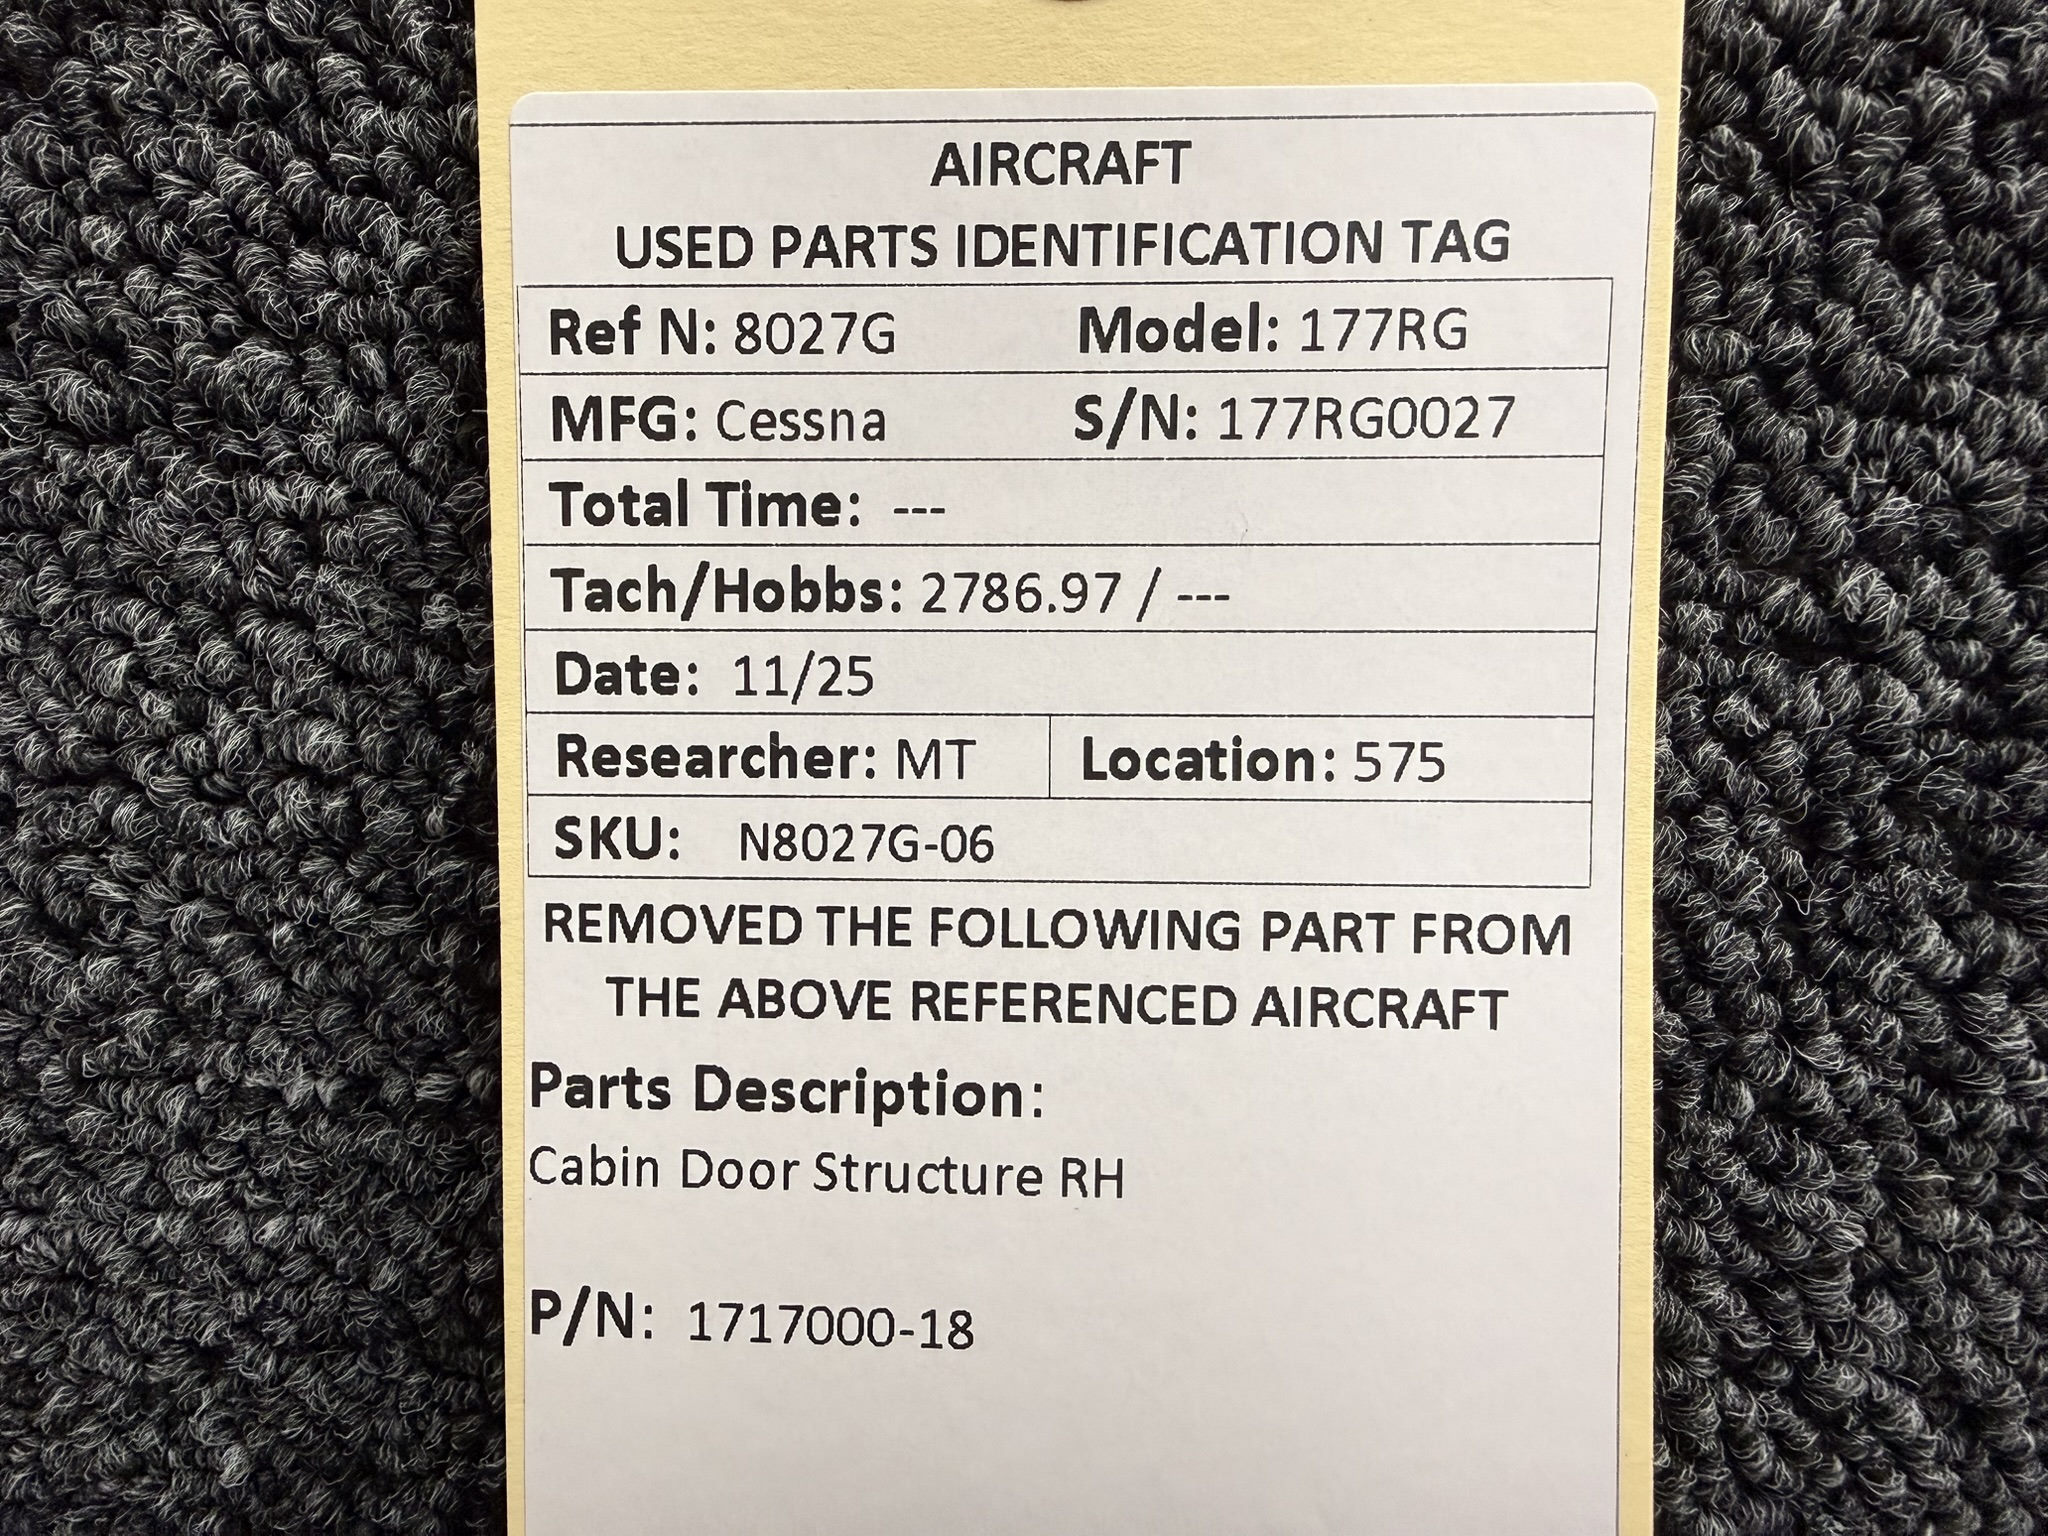 AIRCRAFT
USED PARTS IDENTIFICATION TAG
Ref N: 8027G Model: 177RG
MFG: Cessna S/N: 177RG0027
Total Time: ---
Tach/Hobbs: 2786.97 / ---
Date: 11/25
Researcher: MT Location: 575
SKU: N8027G-06
REMOVED THE FOLLOWING PART FROM
THE ABOVE REFERENCED AIRCRAFT
Parts Description:
Cabin Door Structure RH
P/N: 1717000-18